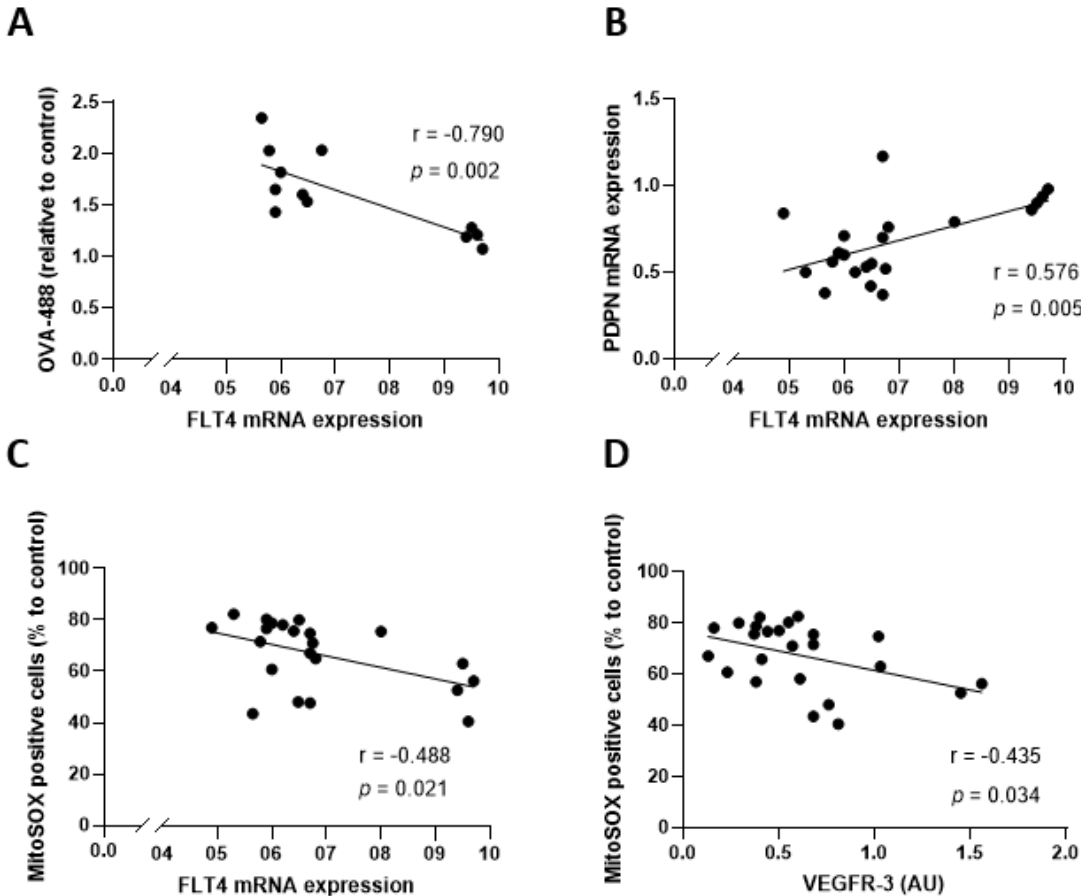 A
OVA-488 (relative to control)
2.5
2.0
1.5
1.0
0.5
0.0
0.0
04
06
07
09
10
r = -0.790
p = 0.002
FLT4 mRNA expression
B
PDPN mRNA expression
1.5
1.0
0.5
0.0
0.0
04
05
06
07
09
10
r = 0.576
p = 0.005
FLT4 mRNA expression
C
MitoSOX positive cells (% to control)
100
80
60
40
20
0
0.0
04
05
06
07
09
10
r = -0.488
p = 0.021
FLT4 mRNA expression
D
MitoSOX positive cells (% to control)
100
80
60
40
20
0
0.0
0.5
1.0
1.5
2.0
r = -0.435
p = 0.034
VEGFR-3 (AU)